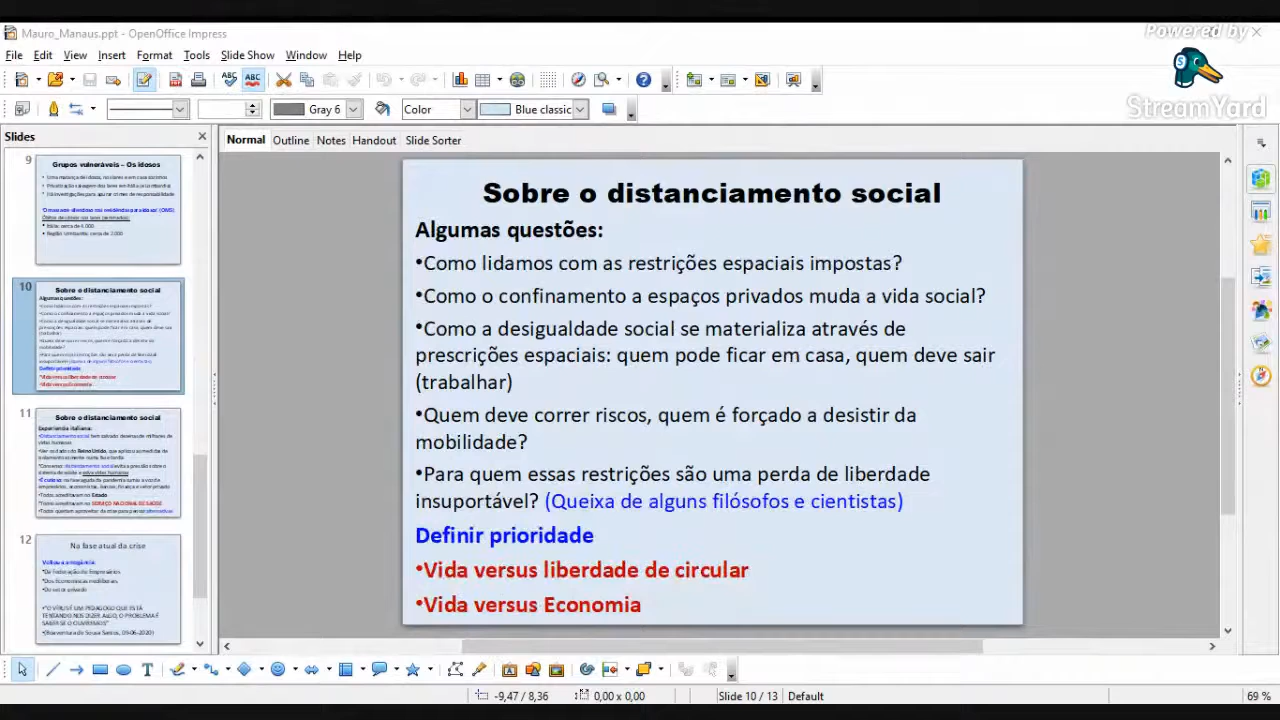 Mauro_Manaus.ppt - OpenOffice Impress
Powered by
StreamYard
File Edit View Insert Format Tools Slide Show Window Help
Gray 6
Color
Blue classic
Slides
Normal Outline Notes Handout Slide Sorter
9
Grupos vulneráveis – Os idosos
10
Sobre o distanciamento social
Algumas questões:
Definir prioridade
11
Sobre o distanciamento social
Experiencia italiana:
12
Na fase atual da crise
Sobre o distanciamento social
Algumas questões:
•Como lidamos com as restrições espaciais impostas?
•Como o confinamento a espaços privados muda a vida social?
•Como a desigualdade social se materializa através de
prescrições espaciais: quem pode ficar em casa, quem deve sair
(trabalhar)
•Quem deve correr riscos, quem é forçado a desistir da
mobilidade?
•Para quem essas restrições são uma perda de liberdade
insuportável? (Queixa de alguns filósofos e cientistas)
Definir prioridade
•Vida versus liberdade de circular
•Vida versus Economia
-9,47 / 8,36
0,00 x 0,00
Slide 10 / 13
Default
69 %